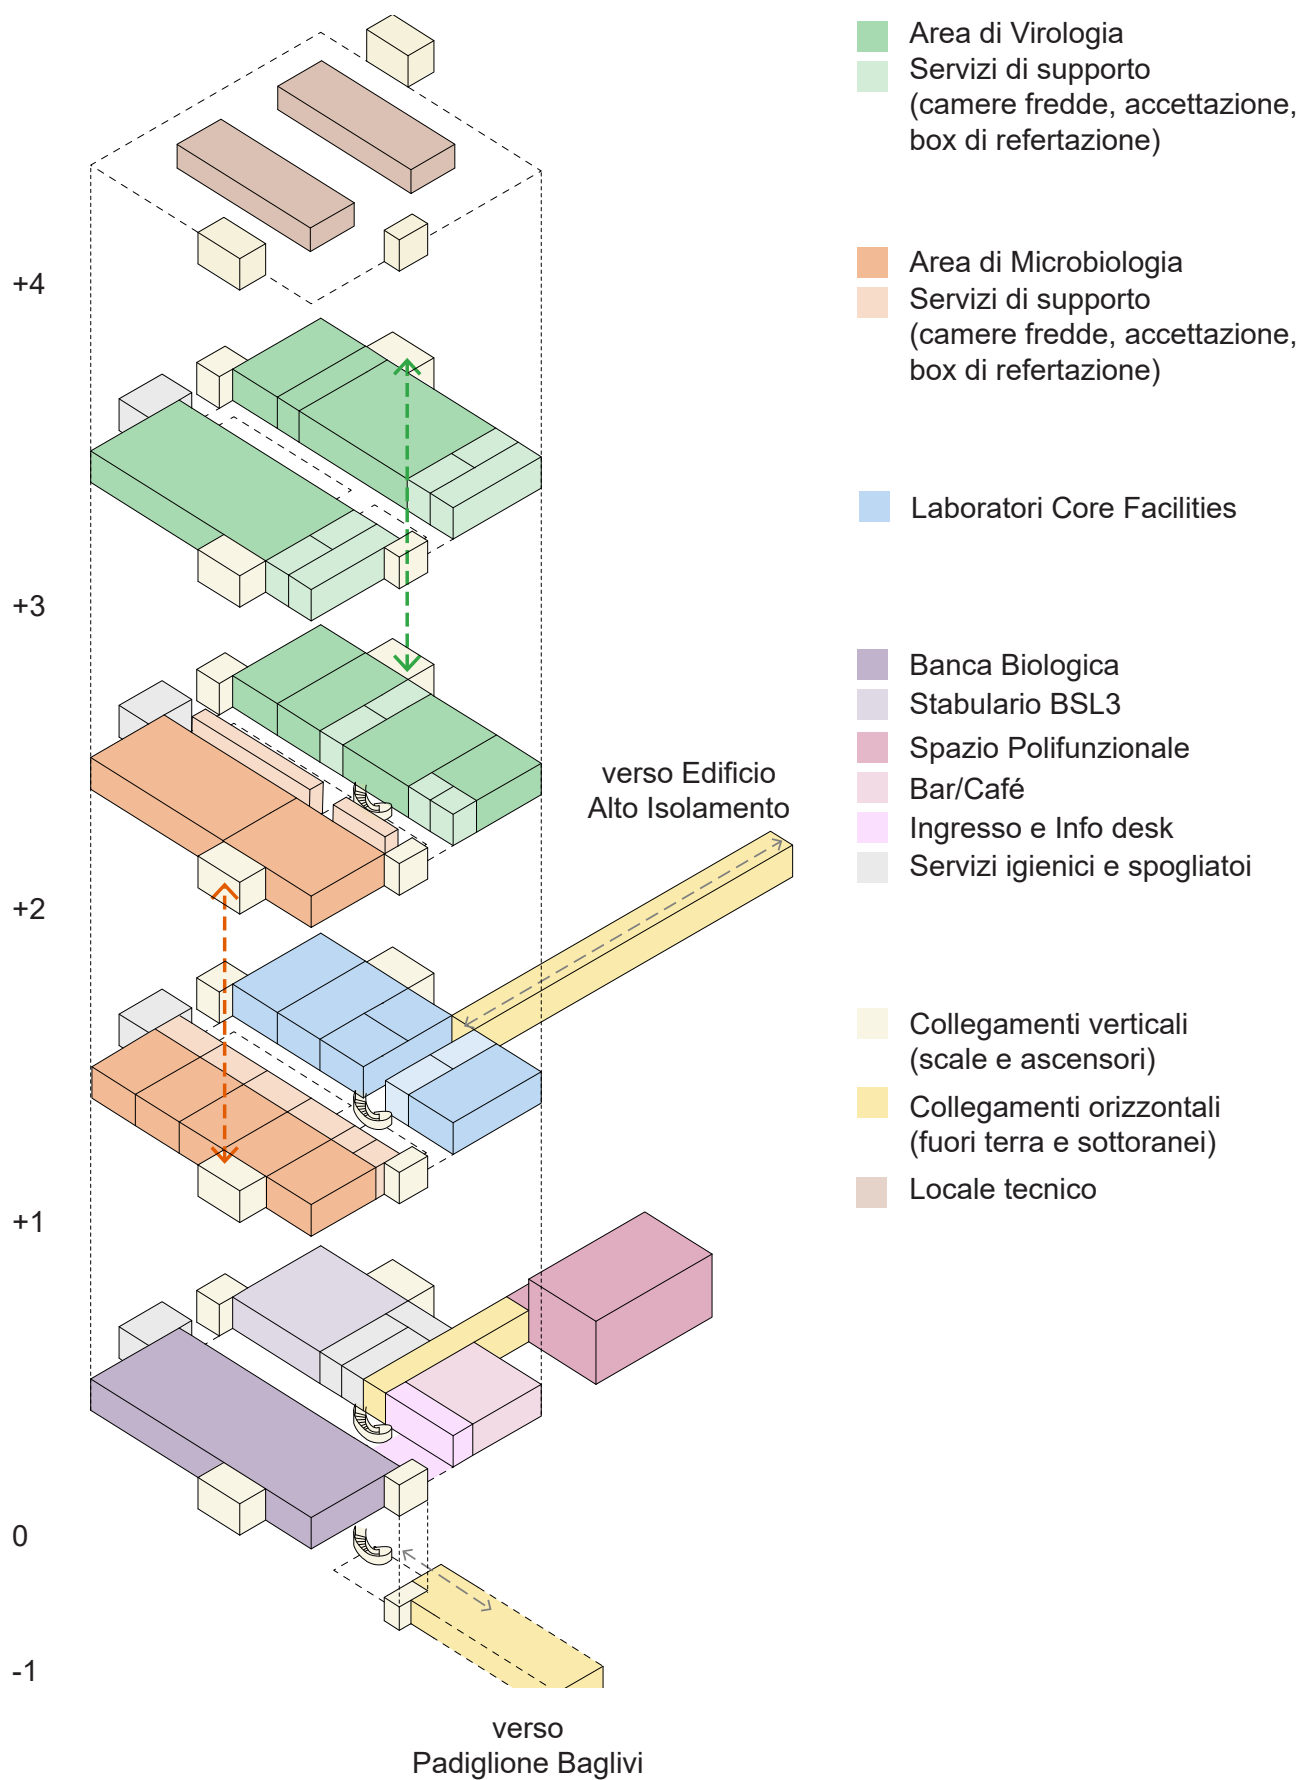 Area di Virologia
Servizi di supporto
(camere fredde, accettazione,
box di refertazione)
Area di Microbiologia
Servizi di supporto
(camere fredde, accettazione,
box di refertazione)
Laboratori Core Facilities
Banca Biologica
Stabulario BSL3
Spazio Polifunzionale
Bar/Café
Ingresso e Info desk
Servizi igienici e spogliatoi
Collegamenti verticali
(scale e ascensori)
Collegamenti orizzontali
(fuori terra e sottoranei)
Locale tecnico
+4
+3
verso Edificio
Alto Isolamento
+2
+1
0
-1
verso
Padiglione Baglivi